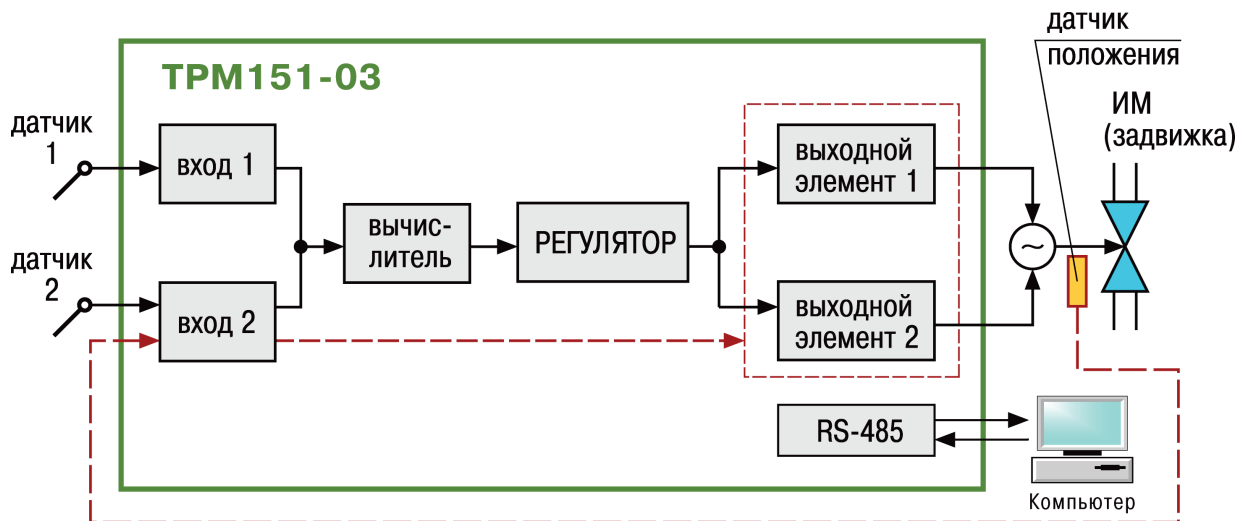 ТРМ151-03
датчик
1
вход 1
датчик
2
вход 2
вычис-
литель
РЕГУЛЯТОР
выходной
элемент 1
выходной
элемент 2
RS-485
датчик
положения
ИМ
(задвижка)
~
Компьютер